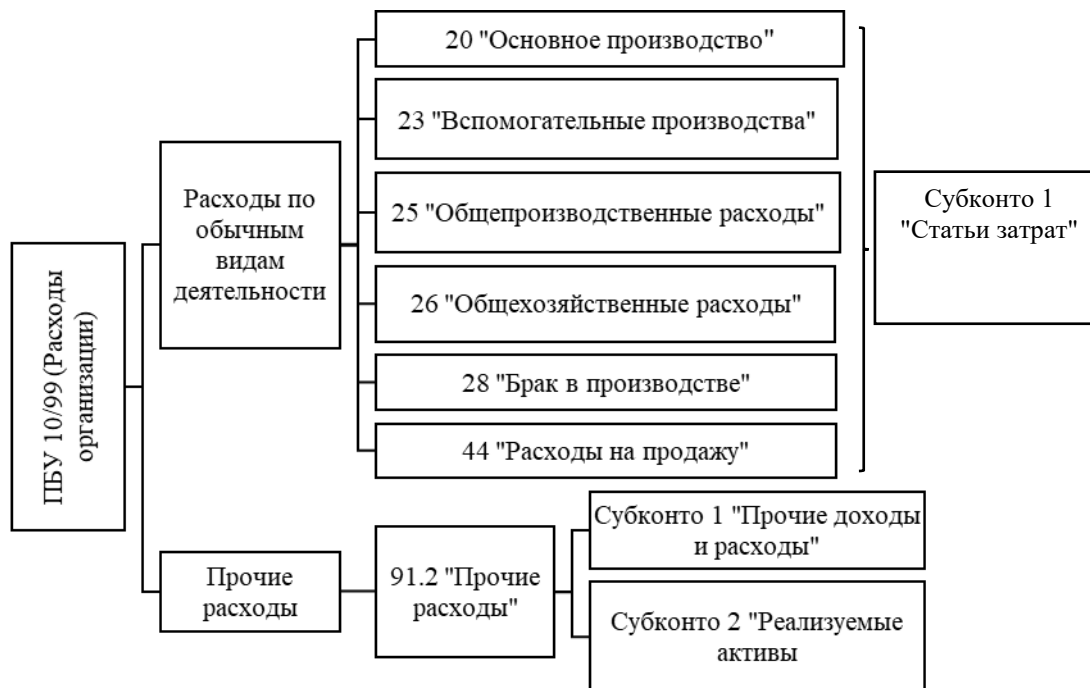 20 "Основное производство"
23 "Вспомогательные производства"
25 "Общепроизводственные расходы"
26 "Общехозяйственные расходы"
28 "Брак в производстве"
44 "Расходы на продажу"
Субконто 1
"Статьи затрат"
Расходы по
обычным
видам
деятельности
ПБУ 10/99 (Расходы
организации)
Прочие
расходы
91.2 "Прочие
расходы"
Субконто 1 "Прочие доходы
и расходы"
Субконто 2 "Реализуемые
активы